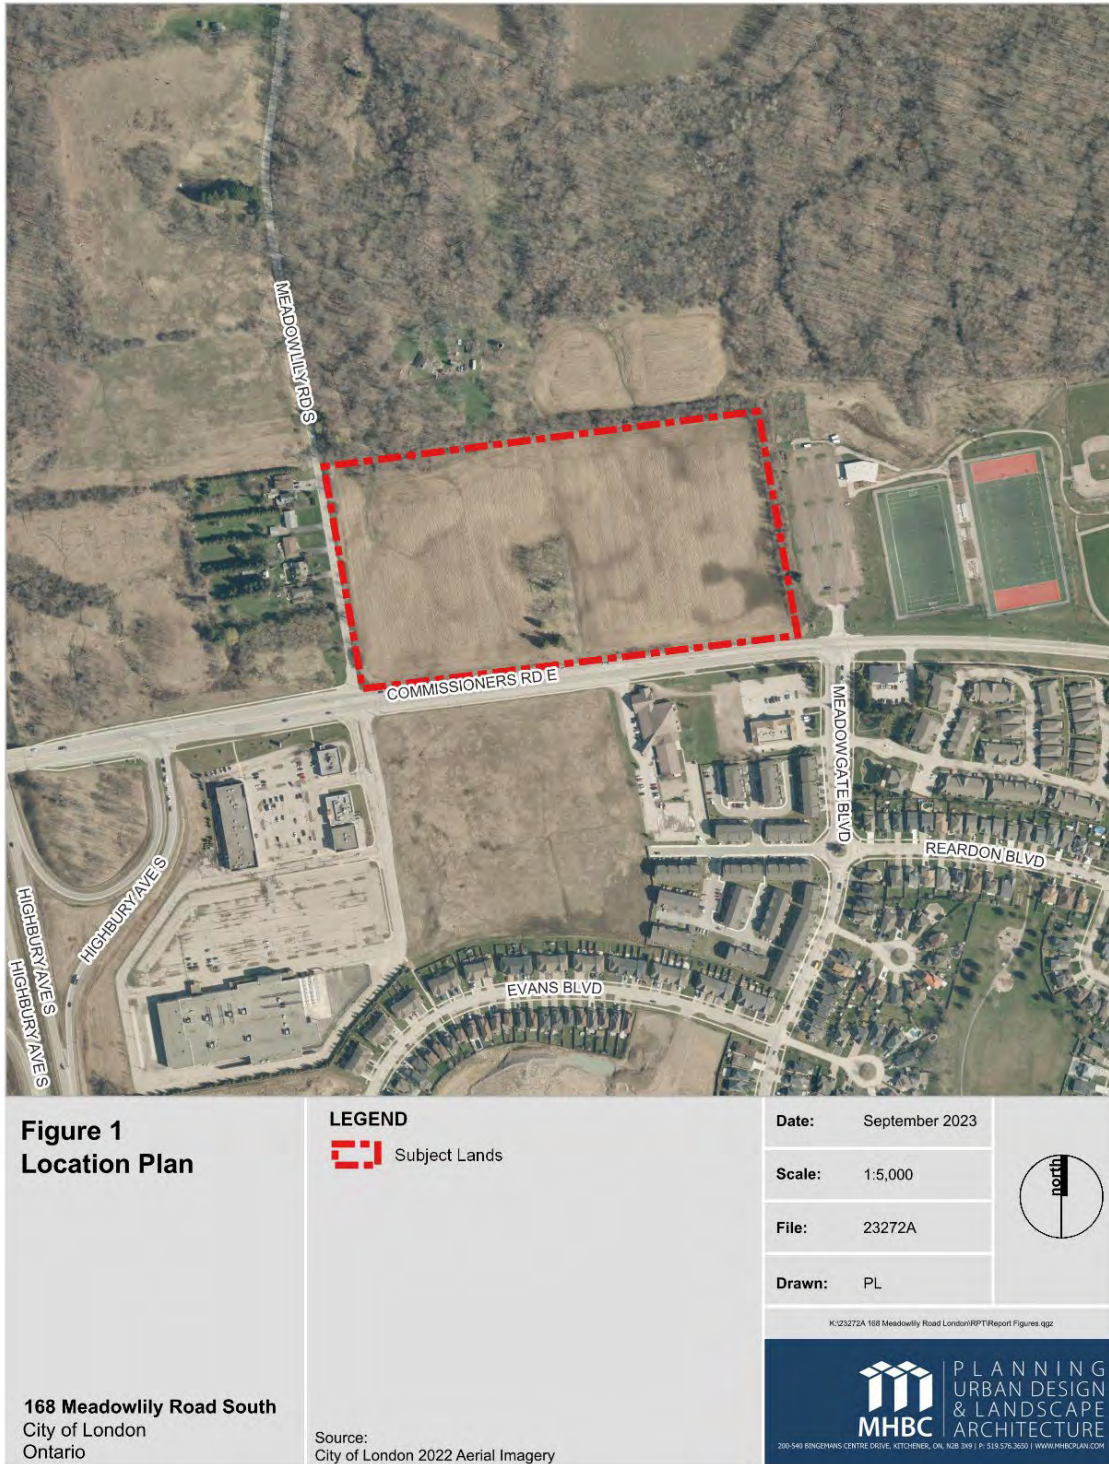 MEADOWLILY RD S
COMMISSIONERS RD E
MEADOWGATE BLVD
REARDON BLVD
HIGHBURY AVE S
HIGHBURY AVE S
HIGHBURY AVE S
EVANS BLVD
Figure 1
Location Plan
168 Meadowlily Road South
City of London
Ontario
LEGEND
Subject Lands
Source:
City of London 2022 Aerial Imagery
Date: September 2023
Scale: 1:5,000
File: 23272A
Drawn: PL
north
K:\23272A 168 Meadowlily Road London\RPT\Report Figures.qgz
MHBC
PLANNING
URBAN DESIGN
& LANDSCAPE
ARCHITECTURE
200-540 BINGEMANS CENTRE DRIVE, KITCHENER, ON, N2B 3X9 | P: 519.576.3650 | WWW.MHBCPLAN.COM